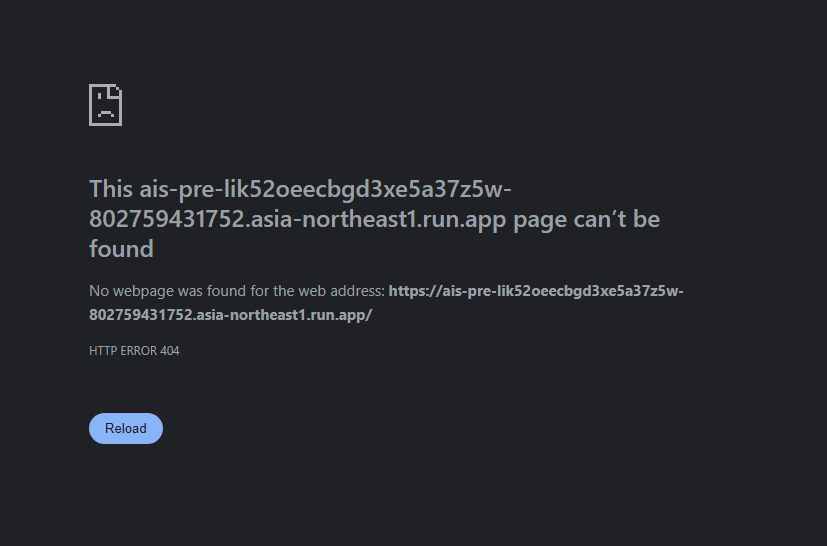 This ais-pre-lik52oeecbgd3xe5a37z5w-
802759431752.asia-northeast1.run.app page can’t be
found
No webpage was found for the web address: https://ais-pre-lik52oeecbgd3xe5a37z5w-
802759431752.asia-northeast1.run.app/
HTTP ERROR 404
Reload